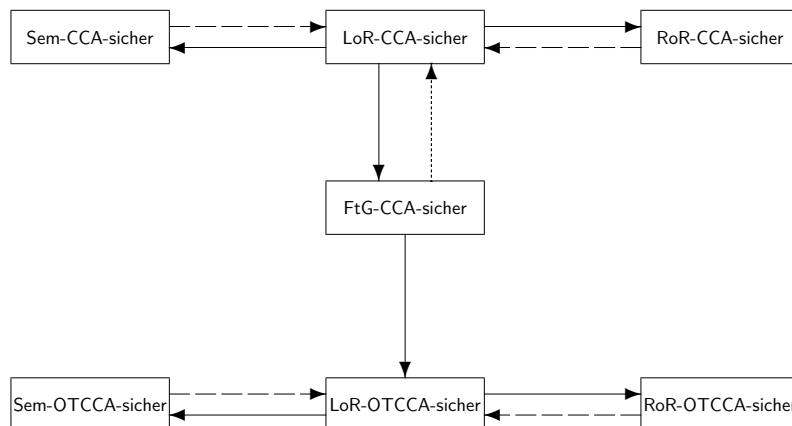 Sem-CCA-sicher
LoR-CCA-sicher
RoR-CCA-sicher
FtG-CCA-sicher
Sem-OTCCA-sicher
LoR-OTCCA-sicher
RoR-OTCCA-sicher